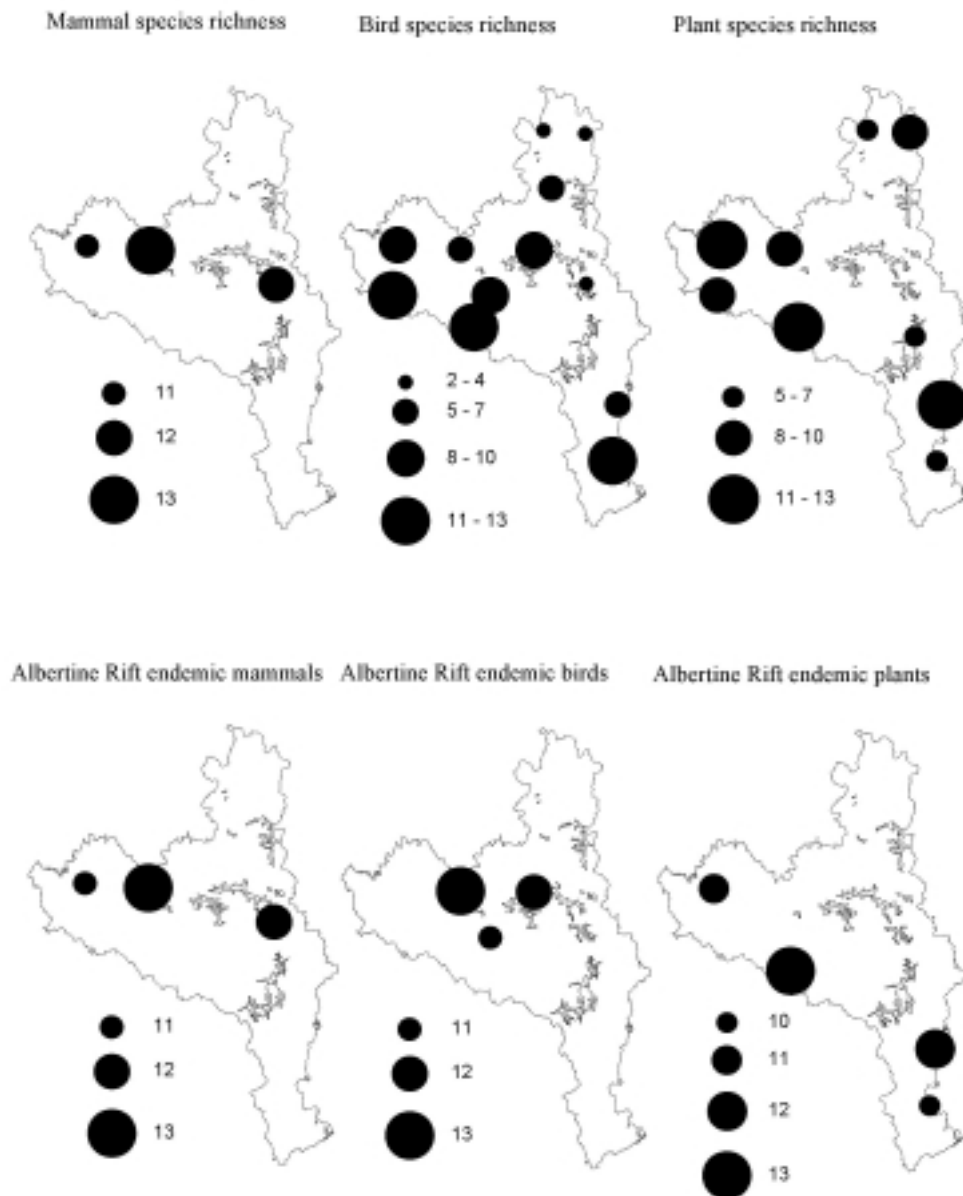 Mammal species richness
Bird species richness
Plant species richness
11
12
13
2 - 4
5 - 7
8 - 10
11 - 13
5 - 7
8 - 10
11 - 13
Albertine Rift endemic mammals
Albertine Rift endemic birds
Albertine Rift endemic plants
11
12
13
11
12
13
10
11
12
13